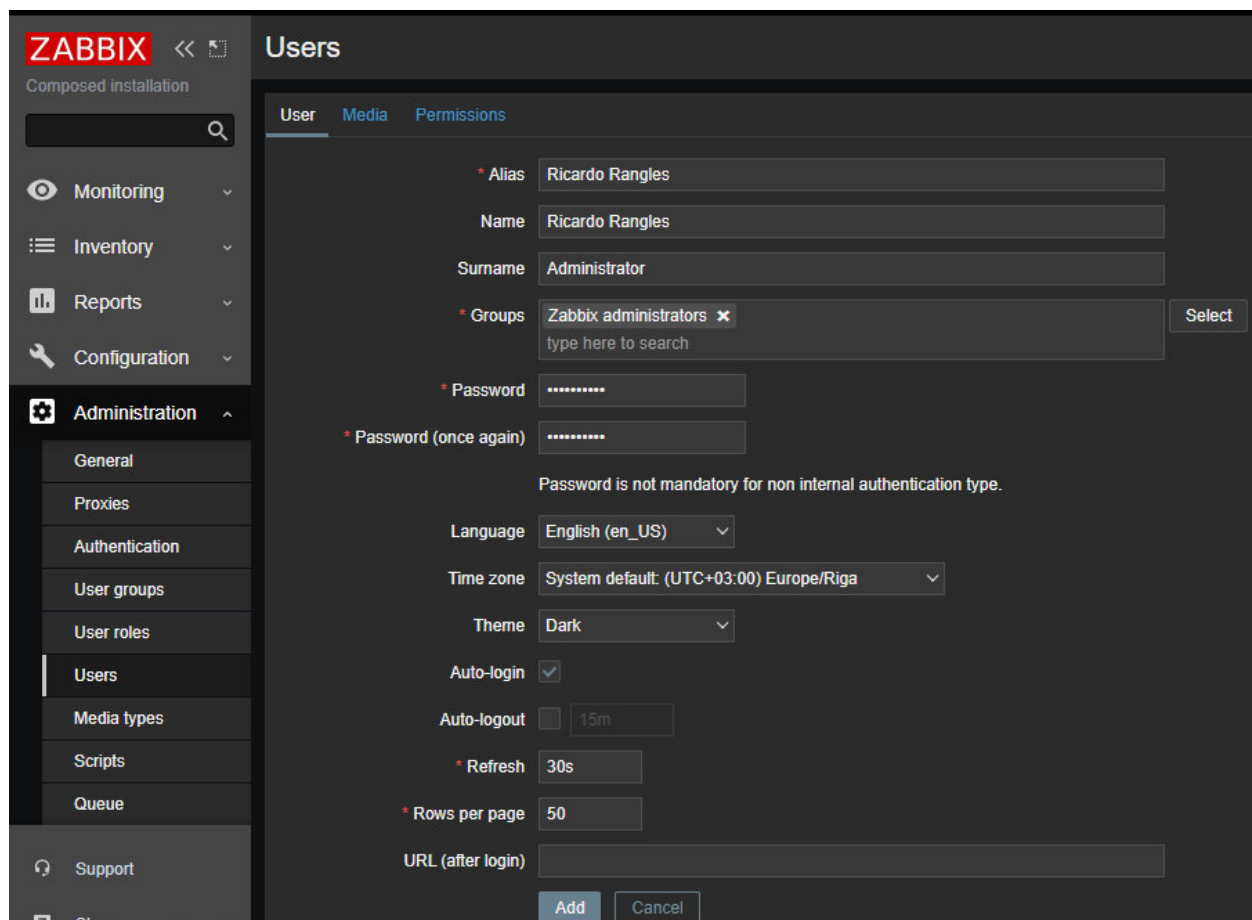 ZABBIX
Composed installation
Monitoring
Inventory
Reports
Configuration
Administration
General
Proxies
Authentication
User groups
User roles
Users
Media types
Scripts
Queue
Support
Users
User Media Permissions
* Alias Ricardo Rangles
Name Ricardo Rangles
Surname Administrator
* Groups Zabbix administrators Select
type here to search
* Password ••••••••••
* Password (once again) ••••••••••
Password is not mandatory for non internal authentication type.
Language English (en_US)
Time zone System default: (UTC+03:00) Europe/Riga
Theme Dark
Auto-login
Auto-logout 15m
* Refresh 30s
* Rows per page 50
URL (after login)
Add Cancel